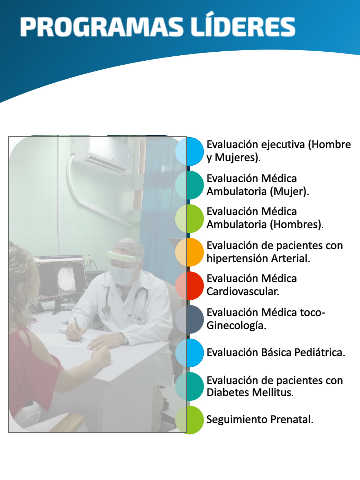 PROGRAMAS LÍDERES
Evaluación ejecutiva (Hombre
y Mujeres).
Evaluación Médica
Ambulatoria (Mujer).
Evaluación Médica
Ambulatoria (Hombres).
Evaluación de pacientes con
hipertensión Arterial.
Evaluación Médica
Cardiovascular.
Evaluación Médica toco-
Ginecología.
Evaluación Básica Pediátrica.
Evaluación de pacientes con
Diabetes Mellitus.
Seguimiento Prenatal.